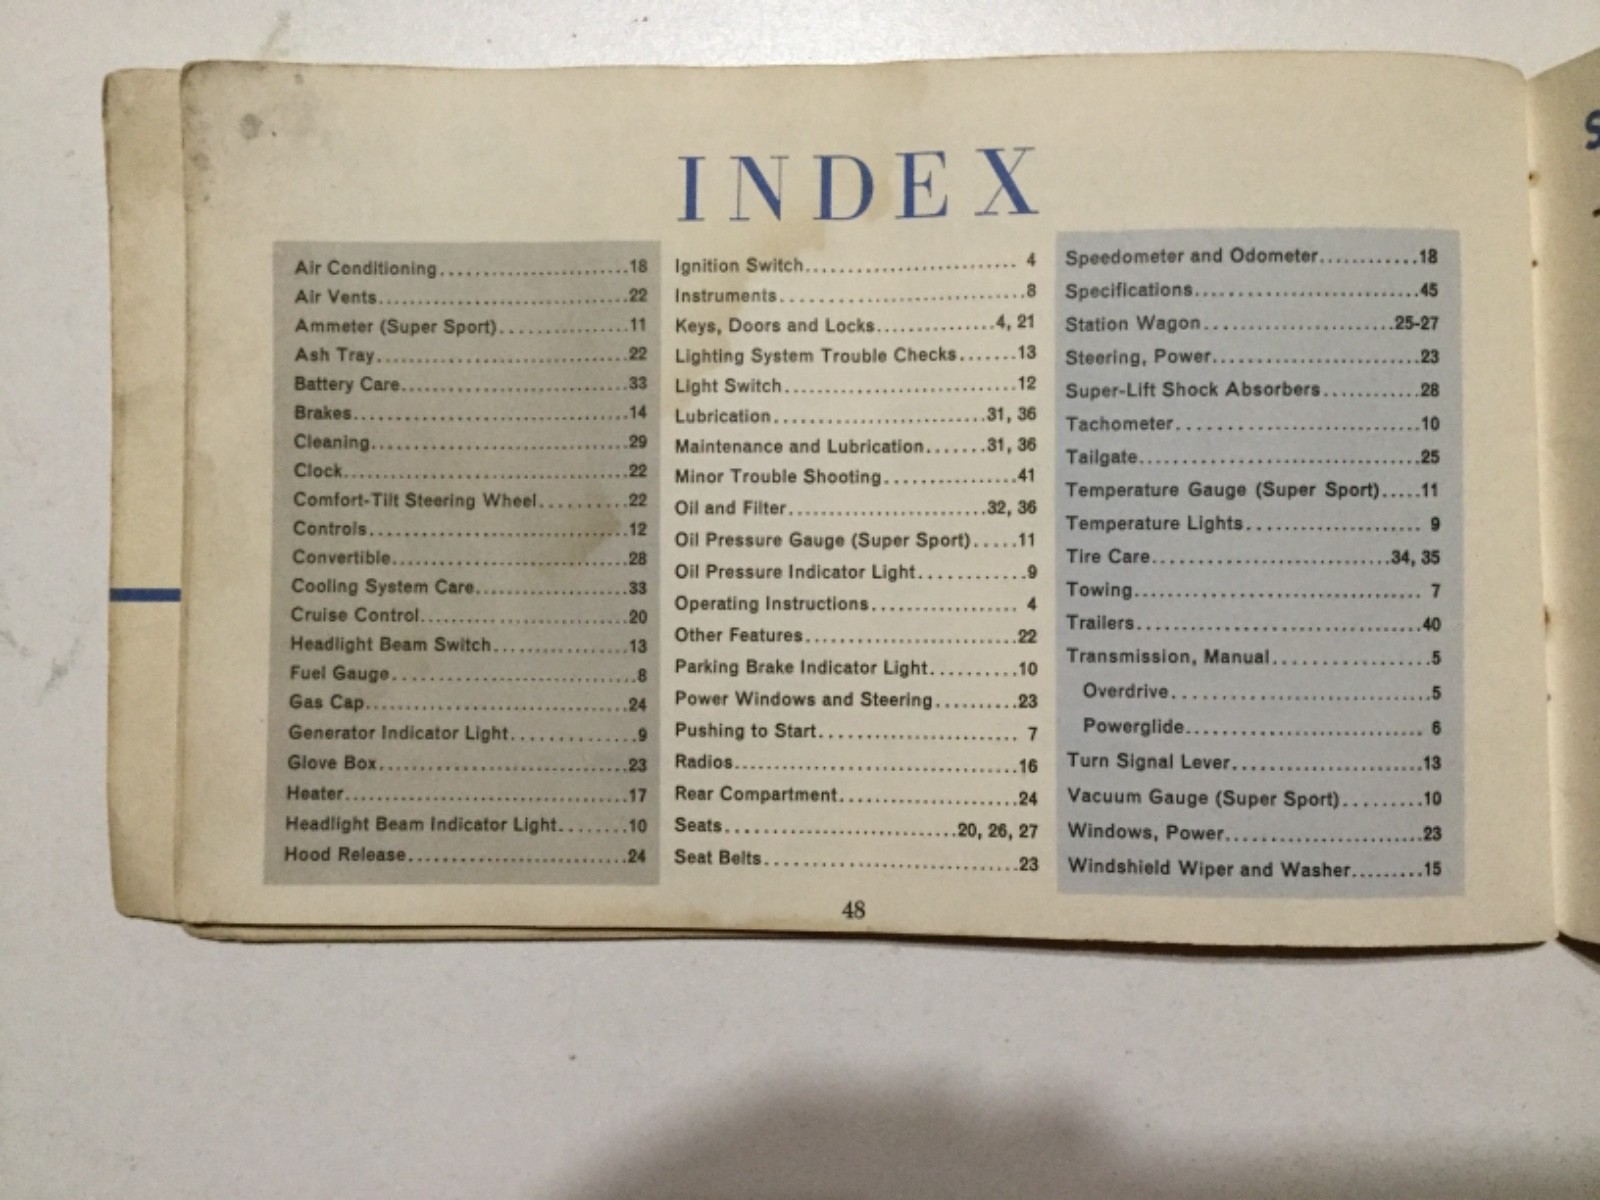 INDEX
Air Conditioning........................18
Air Vents................................22
Ammeter (Super Sport)................11
Ash Tray................................22
Battery Care............................33
Brakes..................................14
Cleaning................................29
Clock...................................22
Comfort-Tilt Steering Wheel..........22
Controls................................12
Convertible.............................28
Cooling System Care...................33
Cruise Control..........................20
Headlight Beam Switch................13
Fuel Gauge..............................8
Gas Cap.................................24
Generator Indicator Light..............9
Glove Box...............................23
Heater..................................17
Headlight Beam Indicator Light........10
Hood Release............................24
Ignition Switch.......................... 4
Instruments..............................8
Keys, Doors and Locks...............4, 21
Lighting System Trouble Checks.......13
Light Switch.............................12
Lubrication..........................31, 36
Maintenance and Lubrication.......31, 36
Minor Trouble Shooting................41
Oil and Filter.........................32, 36
Oil Pressure Gauge (Super Sport).....11
Oil Pressure Indicator Light............9
Operating Instructions................. 4
Other Features..........................22
Parking Brake Indicator Light..........10
Power Windows and Steering..........23
Pushing to Start......................... 7
Radios...................................16
Rear Compartment......................24
Seats............................20, 26, 27
Seat Belts...............................23
Speedometer and Odometer............18
Specifications...........................45
Station Wagon.......................25-27
Steering, Power.........................23
Super-Lift Shock Absorbers............28
Tachometer.............................10
Tailgate.................................25
Temperature Gauge (Super Sport).....11
Temperature Lights.................... 9
Tire Care.............................34, 35
Towing.................................. 7
Trailers..................................40
Transmission, Manual...................5
Overdrive...............................5
Powerglide............................. 6
Turn Signal Lever.......................13
Vacuum Gauge (Super Sport).........10
Windows, Power........................23
Windshield Wiper and Washer.........15
48